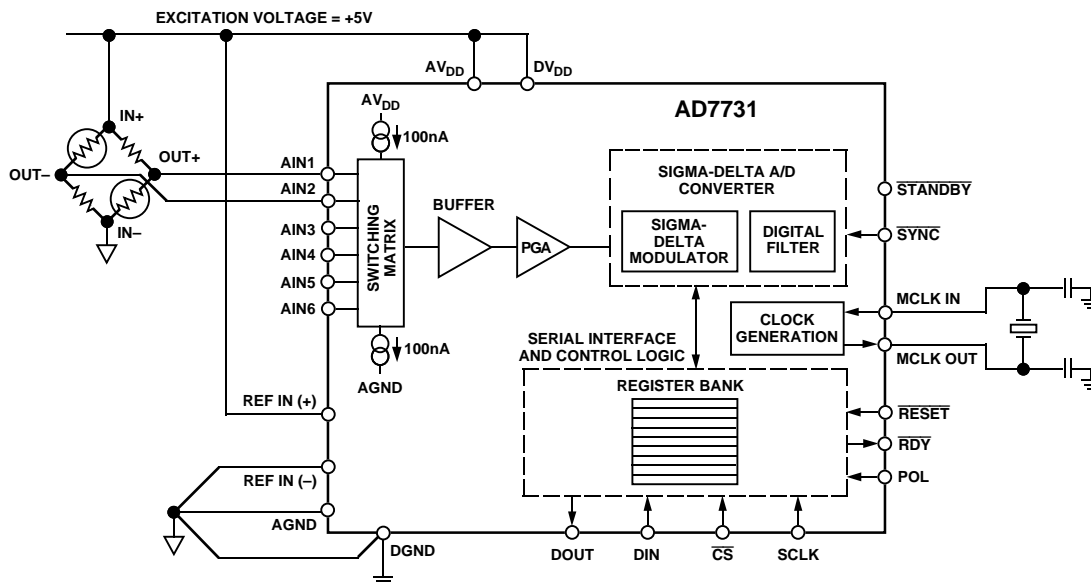 EXCITATION VOLTAGE = +5V
AVDD
DVDD
AD7731
AVDD
100nA
IN+
OUT+
OUT–
IN–
AIN1
AIN2
AIN3
AIN4
AIN5
AIN6
SWITCHING
MATRIX
BUFFER
PGA
SIGMA-DELTA A/D
CONVERTER
SIGMA-
DELTA
MODULATOR
DIGITAL
FILTER
STANDBY
SYNC
MCLK IN
CLOCK
GENERATION
MCLK OUT
100nA
AGND
SERIAL INTERFACE
AND CONTROL LOGIC
REGISTER BANK
REF IN (+)
RESET
RDY
POL
REF IN (–)
AGND
DGND
DOUT
DIN
CS
SCLK